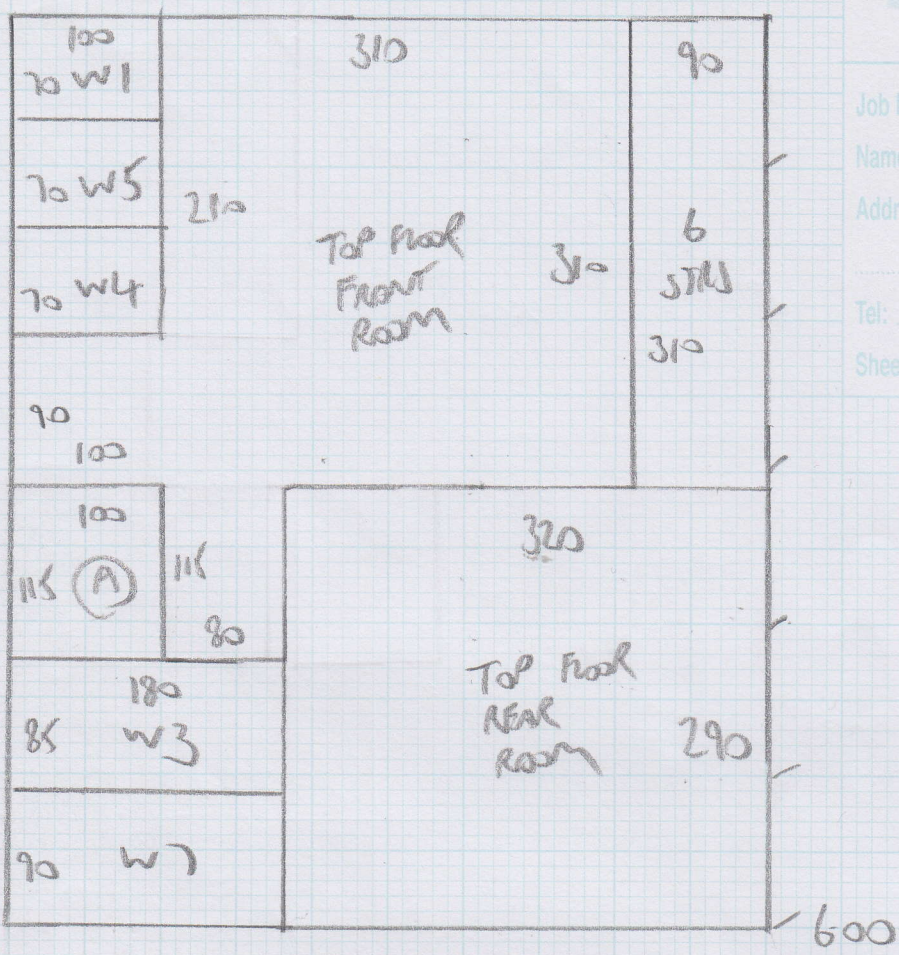 100
70 W1
310
90
Job
Name
Addr
Tel:
Shee
70 W5
210
TOP FLOOR
FRONT
ROOM
310
6
STRS
310
70 W4
90
100
100
115 A 115
80
320
180
85 W3
TOP FLOOR
REAR
ROOM
290
90 W7
600